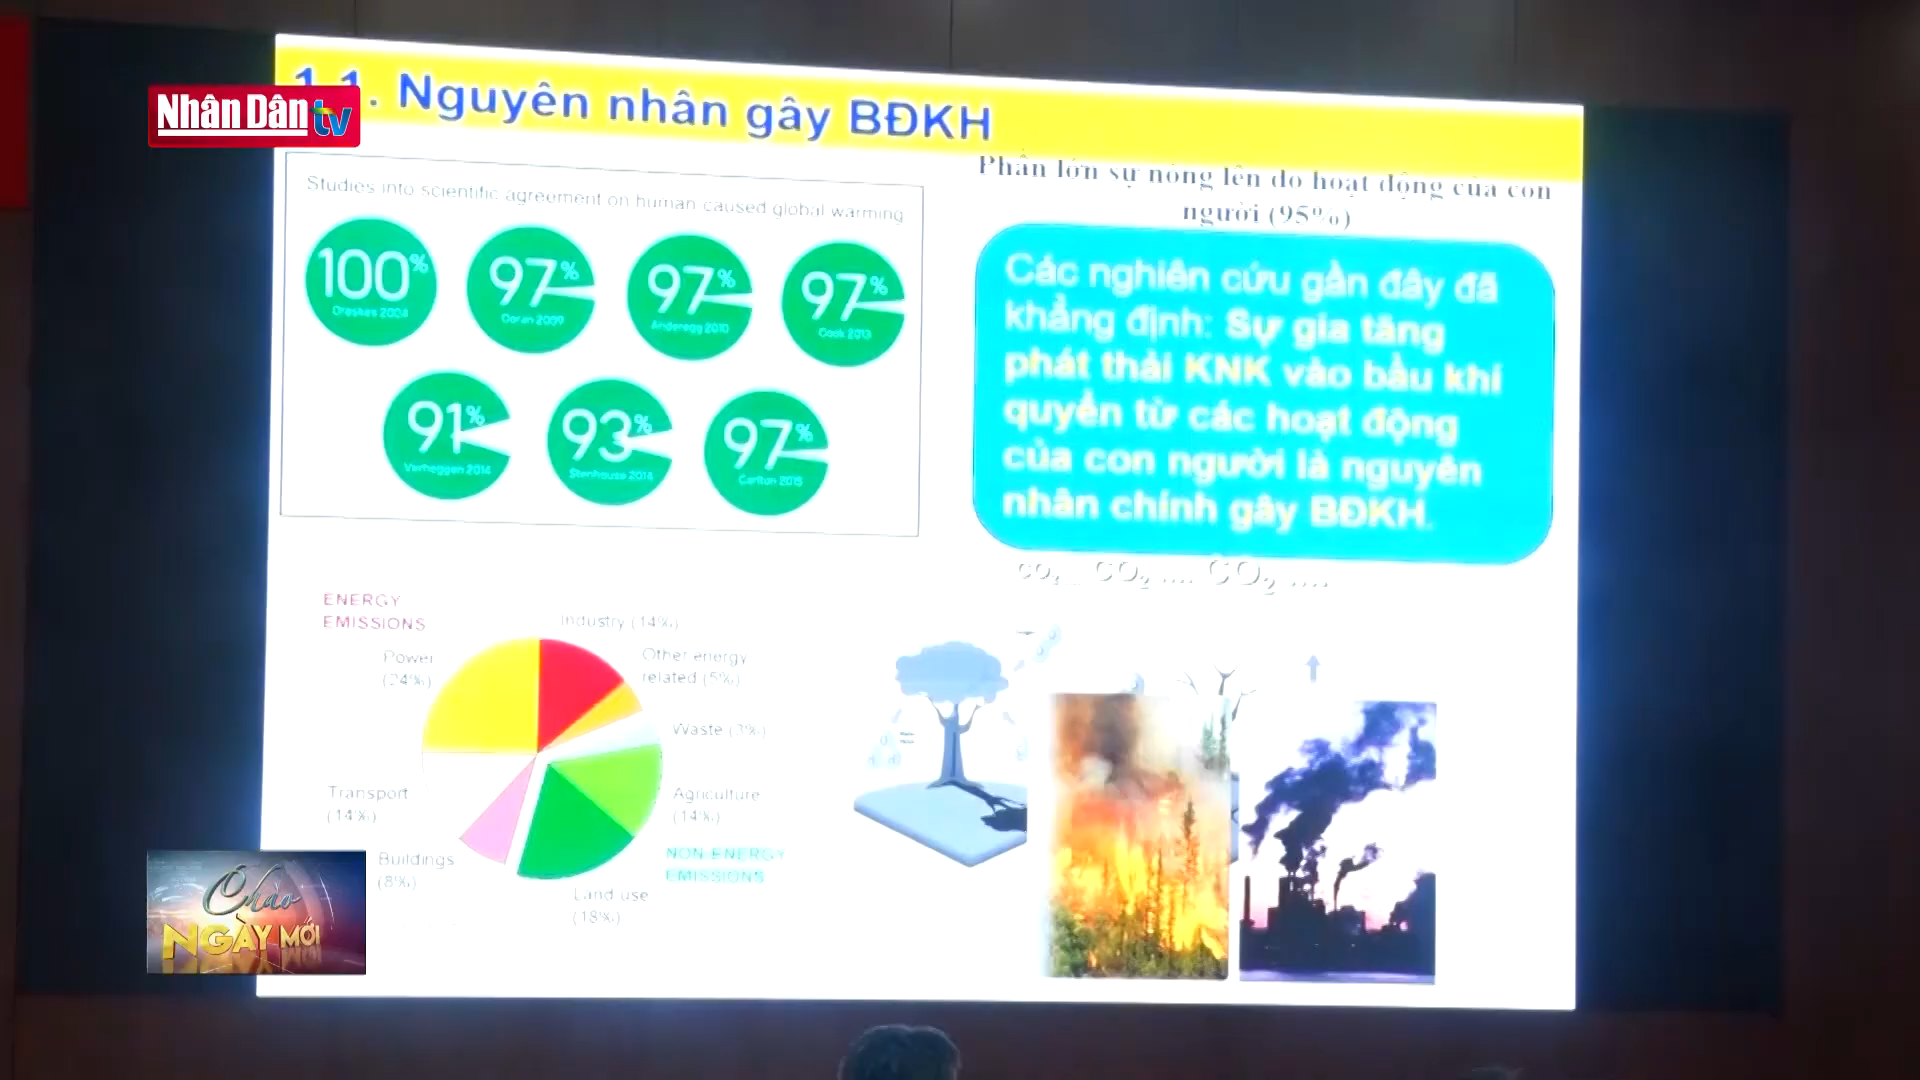 Nhân Dân tv
1.1. Nguyên nhân gây BĐKH
Studies into scientific agreement on human caused global warming
100%
Oreskes 2004
97%
Doran 2009
97%
Anderegg 2010
97%
Cook 2013
91%
Verheggen 2014
93%
Stenhouse 2014
97%
Carlton 2015
Phần lớn sự nóng lên do hoạt động của con
người (95%)
Các nghiên cứu gần đây đã
khẳng định: Sự gia tăng
phát thải KNK vào bầu khí
quyển từ các hoạt động
của con người là nguyên
nhân chính gây BĐKH.
CO₂ ... CO₂ .... CO₂ ....
ENERGY
EMISSIONS
Industry (14%)
Power
(24%)
Other energy
related (5%)
Waste (3%)
Transport
(14%)
Agriculture
(14%)
Buildings
(8%)
NON-ENERGY
EMISSIONS
Land use
(18%)
Chào
NGÀY MỚI